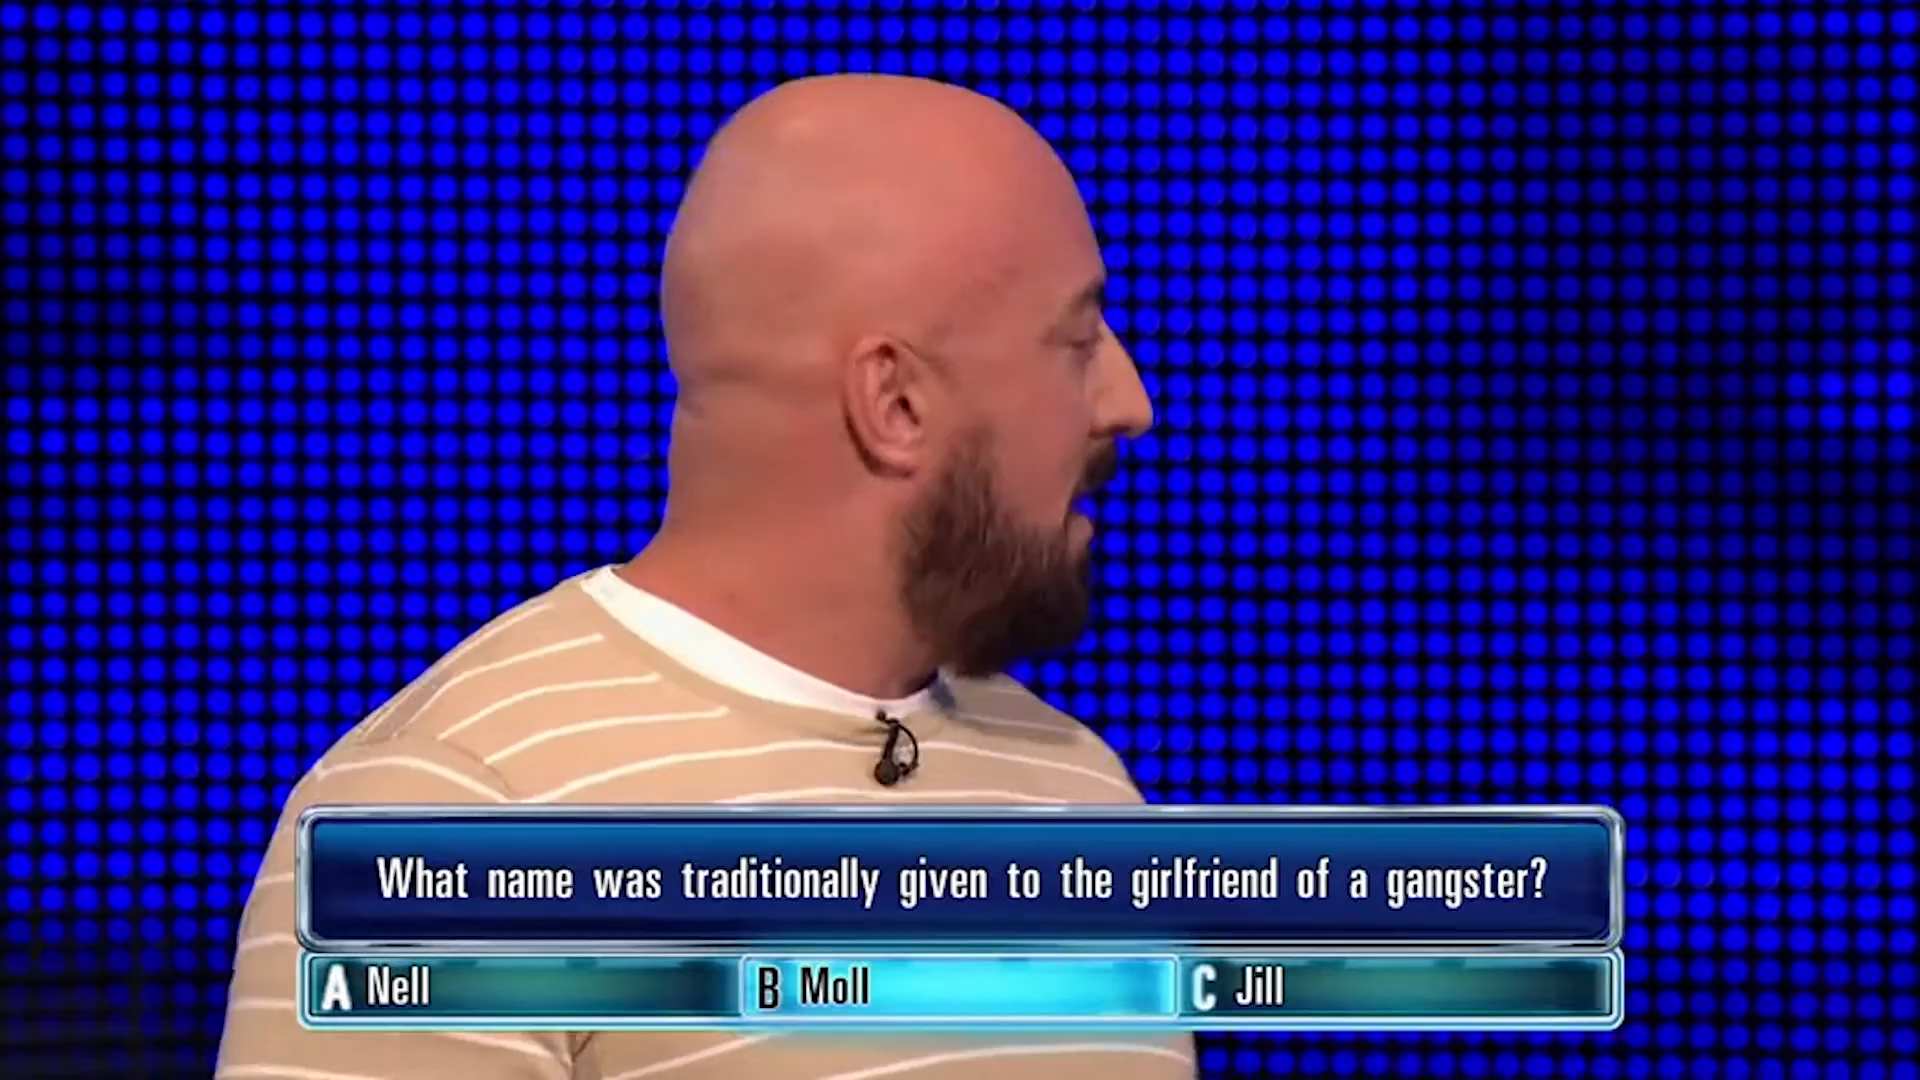 What name was traditionally given to the girlfriend of a gangster?
A Nell
B Moll
C Jill